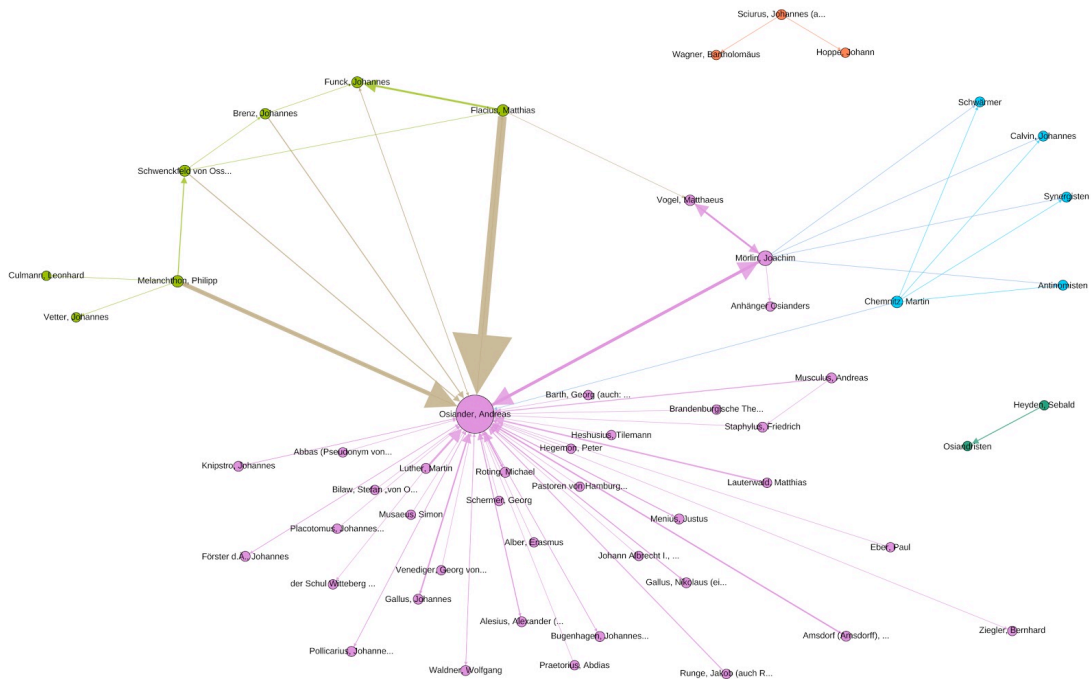 Sciurus, Johannes (a...
Wagner, Bartholomäus
Hoppe, Johann
Funck, Johannes
Brenz, Johannes
Flacius, Matthias
Schwärmer
Calvin, Johannes
Schwenckfeld von Oss...
Vogel, Matthaeus
Synergisten
Mörlin, Joachim
Culmann, Leonhard
Melanchthon, Philipp
Antinomisten
Chemnitz, Martin
Anhänger Osianders
Vetter, Johannes
Musculus, Andreas
Barth, Georg (auch: ...
Heyden, Sebald
Osiander, Andreas
Brandenburgische The...
Staphylus, Friedrich
Heshusius, Tilemann
Osiandristen
Abbas (Pseudonym von...
Hegemon, Peter
Knipstro, Johannes
Luther, Martin
Roting, Michael
Lauterwald, Matthias
Bilaw, Stefan „von O...
Pastoren von Hamburg...
Schermer, Georg
Musaeus, Simon
Menius, Justus
Placotomus, Johannes...
Alber, Erasmus
Eber, Paul
Förster d.Ä., Johannes
Johann Albrecht I., ...
Venediger, Georg von...
der Schul Witteberg ...
Gallus, Nikolaus (ei...
Gallus, Johannes
Alesius, Alexander (...
Ziegler, Bernhard
Bugenhagen, Johannes...
Amsdorf (Amsdorff), ...
Pollicarius, Johanne...
Waldner, Wolfgang
Praetorius, Abdias
Runge, Jakob (auch R...